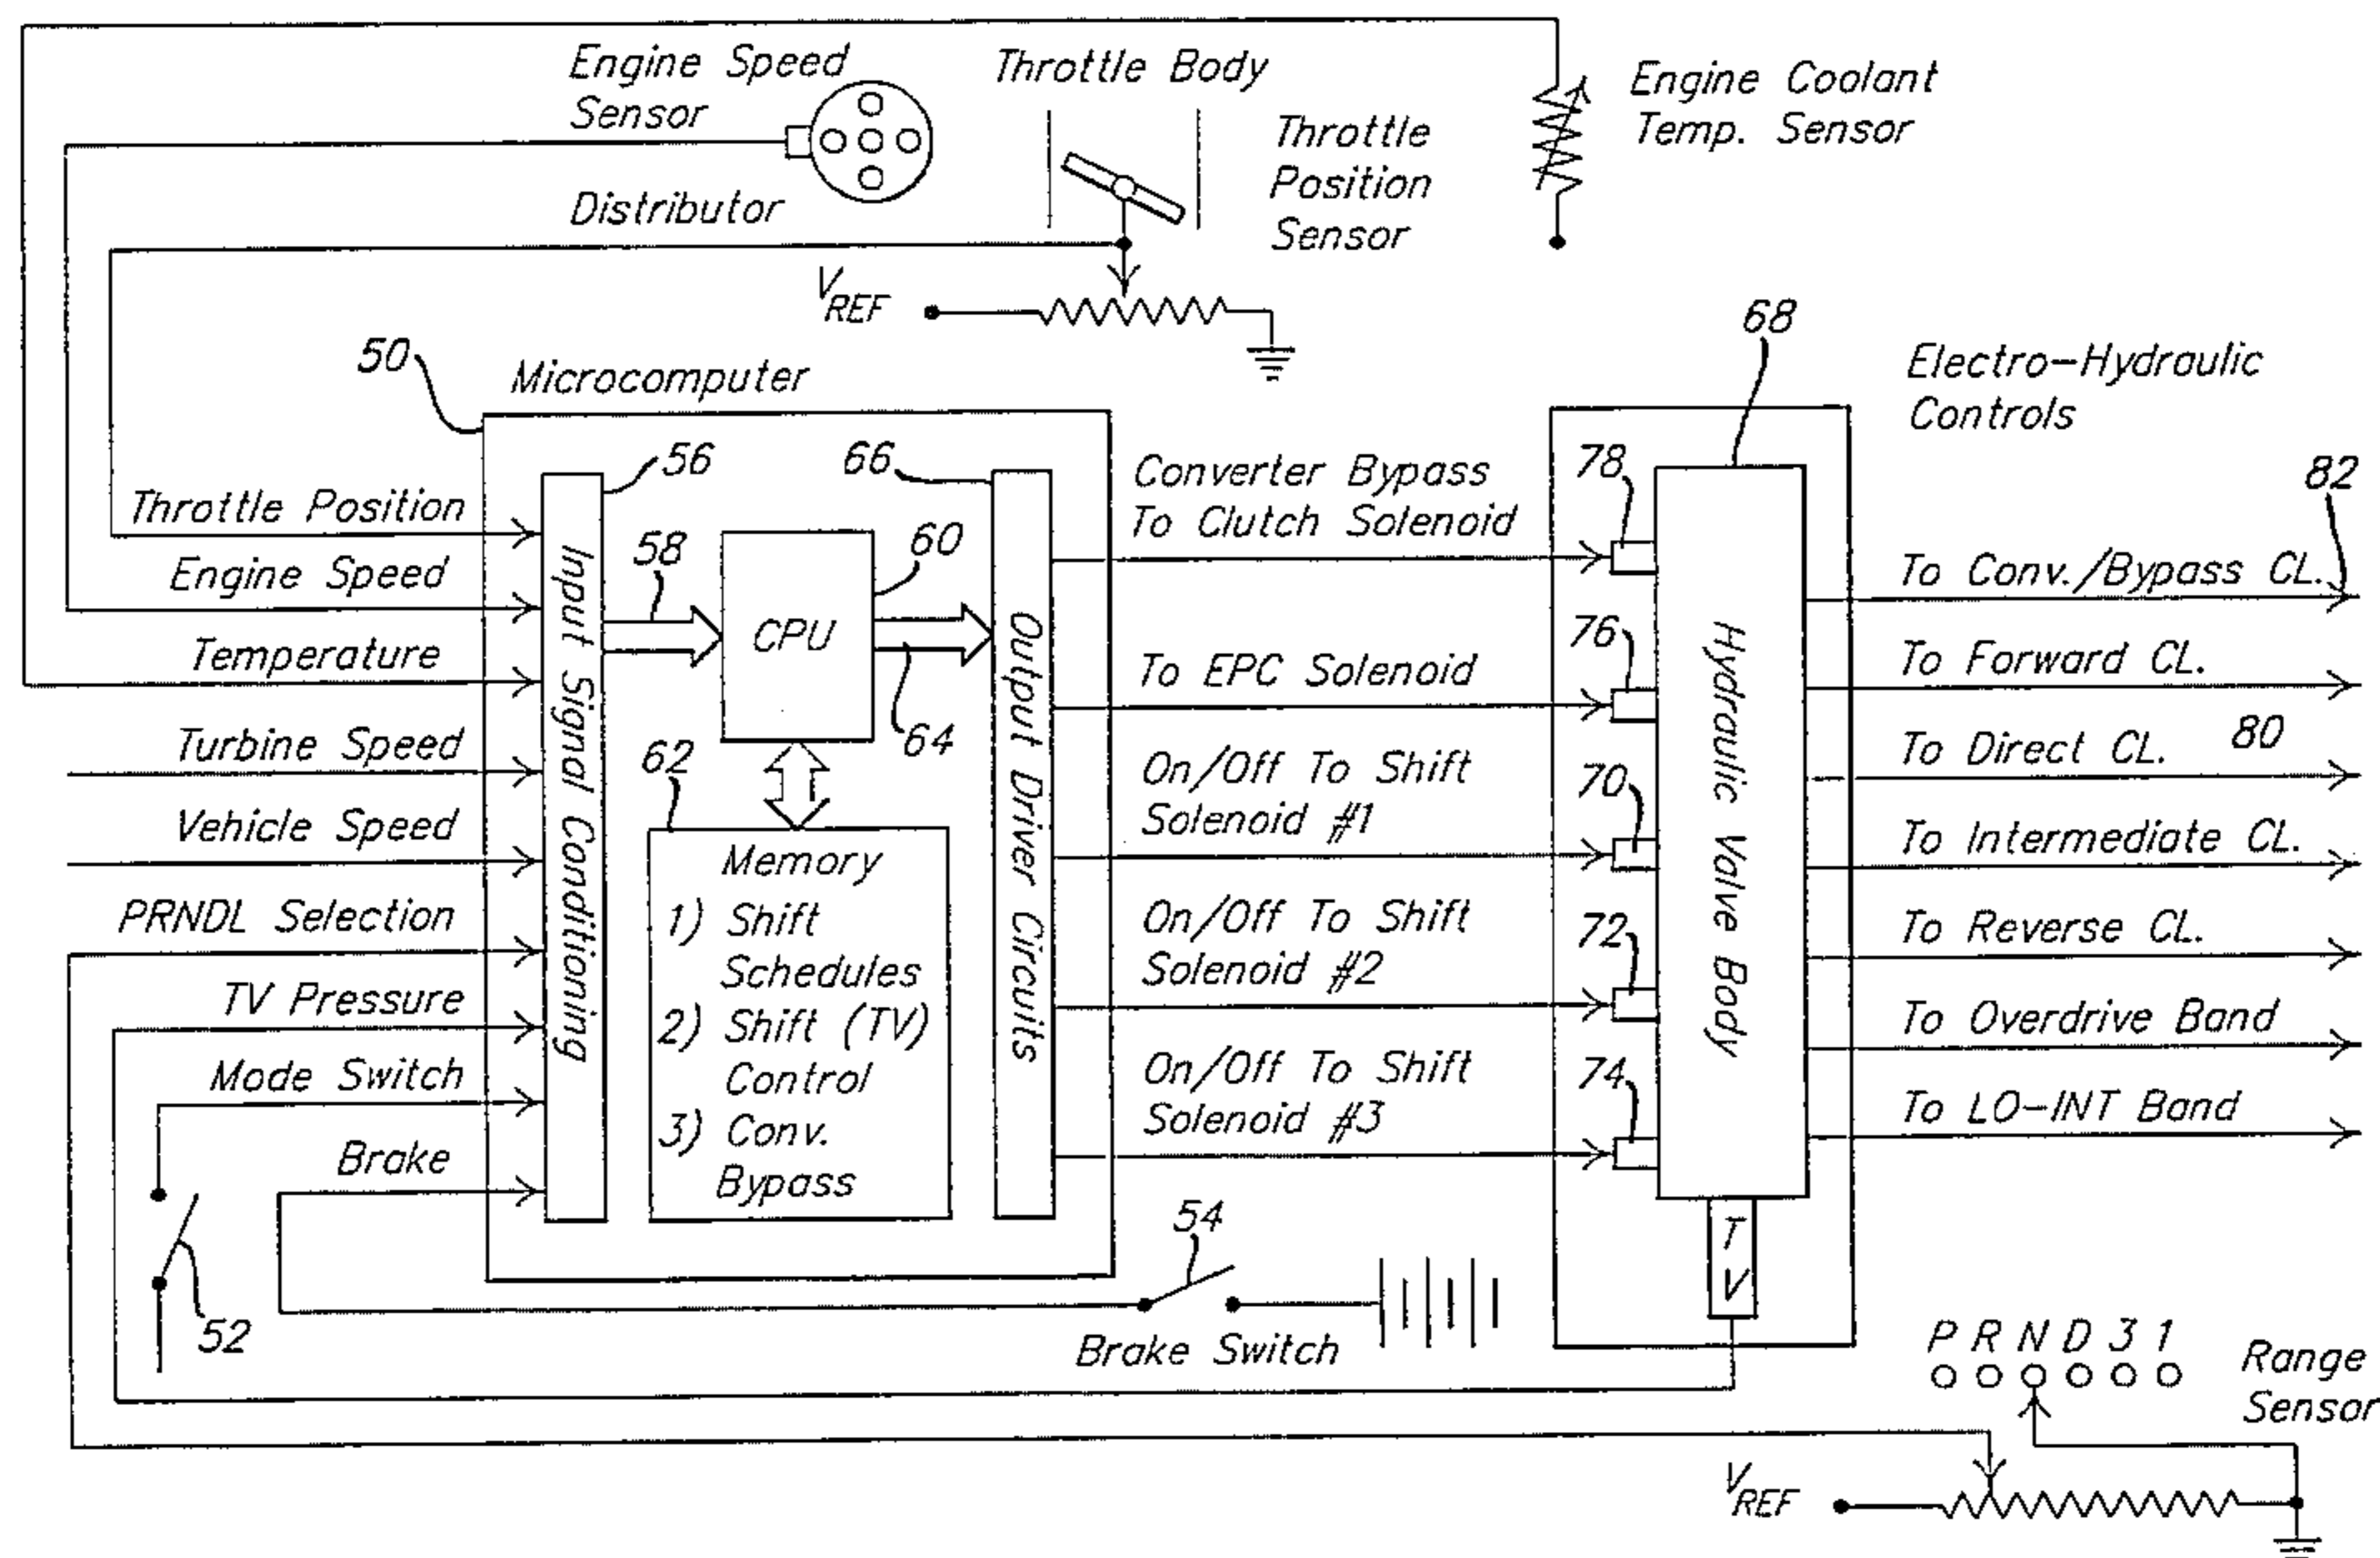 Engine Speed
Sensor
Distributor
Throttle Body
Throttle
Position
Sensor
Engine Coolant
Temp. Sensor
VREF
50
Microcomputer
68
Electro-Hydraulic
Controls
56
66
58
60
64
62
Throttle Position
Engine Speed
Temperature
Turbine Speed
Vehicle Speed
PRNDL Selection
TV Pressure
Mode Switch
Brake
52
Input Signal Conditioning
CPU
Memory
1) Shift
Schedules
2) Shift (TV)
Control
3) Conv.
Bypass
Output Driver Circuits
Converter Bypass
To Clutch Solenoid
To EPC Solenoid
On/Off To Shift
Solenoid #1
On/Off To Shift
Solenoid #2
On/Off To Shift
Solenoid #3
78
76
70
72
74
Hydraulic Valve Body
TV
82
To Conv./Bypass CL.
To Forward CL.
To Direct CL.
80
To Intermediate CL.
To Reverse CL.
To Overdrive Band
To LO-INT Band
54
Brake Switch
P R N D 3 1
Range
Sensor
VREF